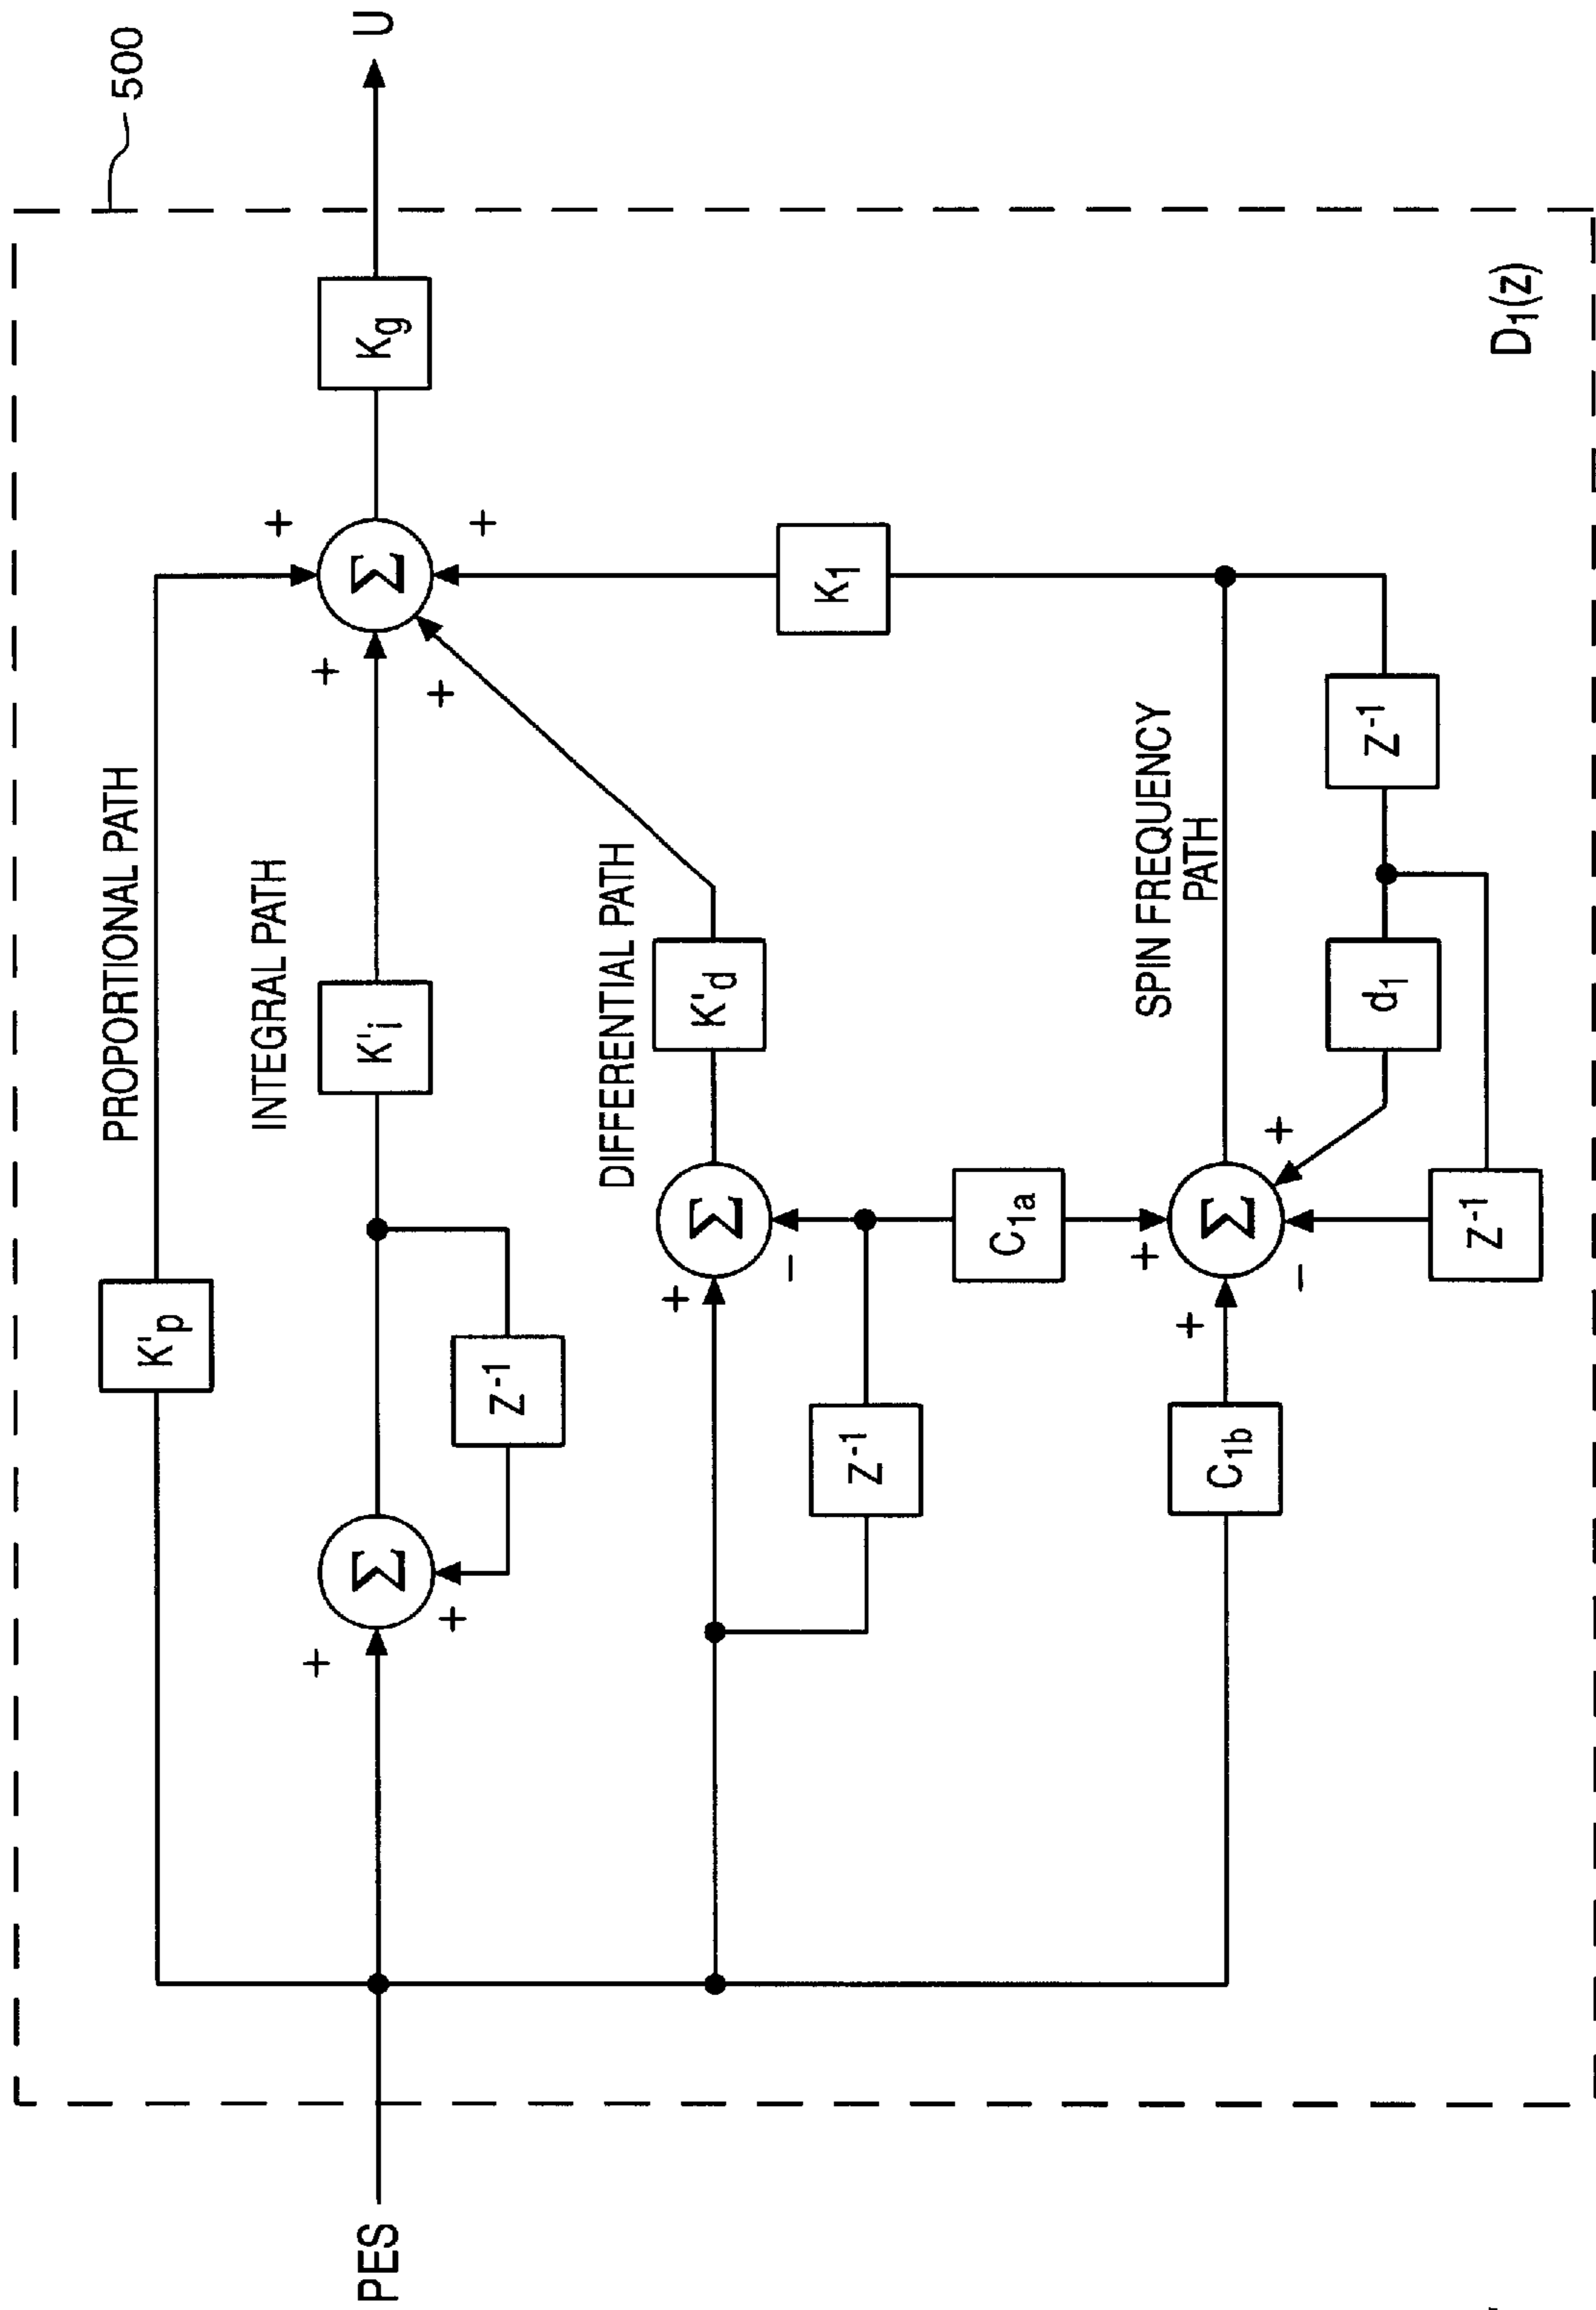 500
PROPORTIONAL PATH
K'p
INTEGRAL PATH
+
+
Σ
Σ
K'i
Kg
U
PES
+
+
+
+
Z-1
DIFFERENTIAL PATH
+
Σ
K'd
-
Z-1
C1a
K1
SPIN FREQUENCY
PATH
+
+
Σ
+
-
C1b
Z-1
d1
Z-1
D1(z)